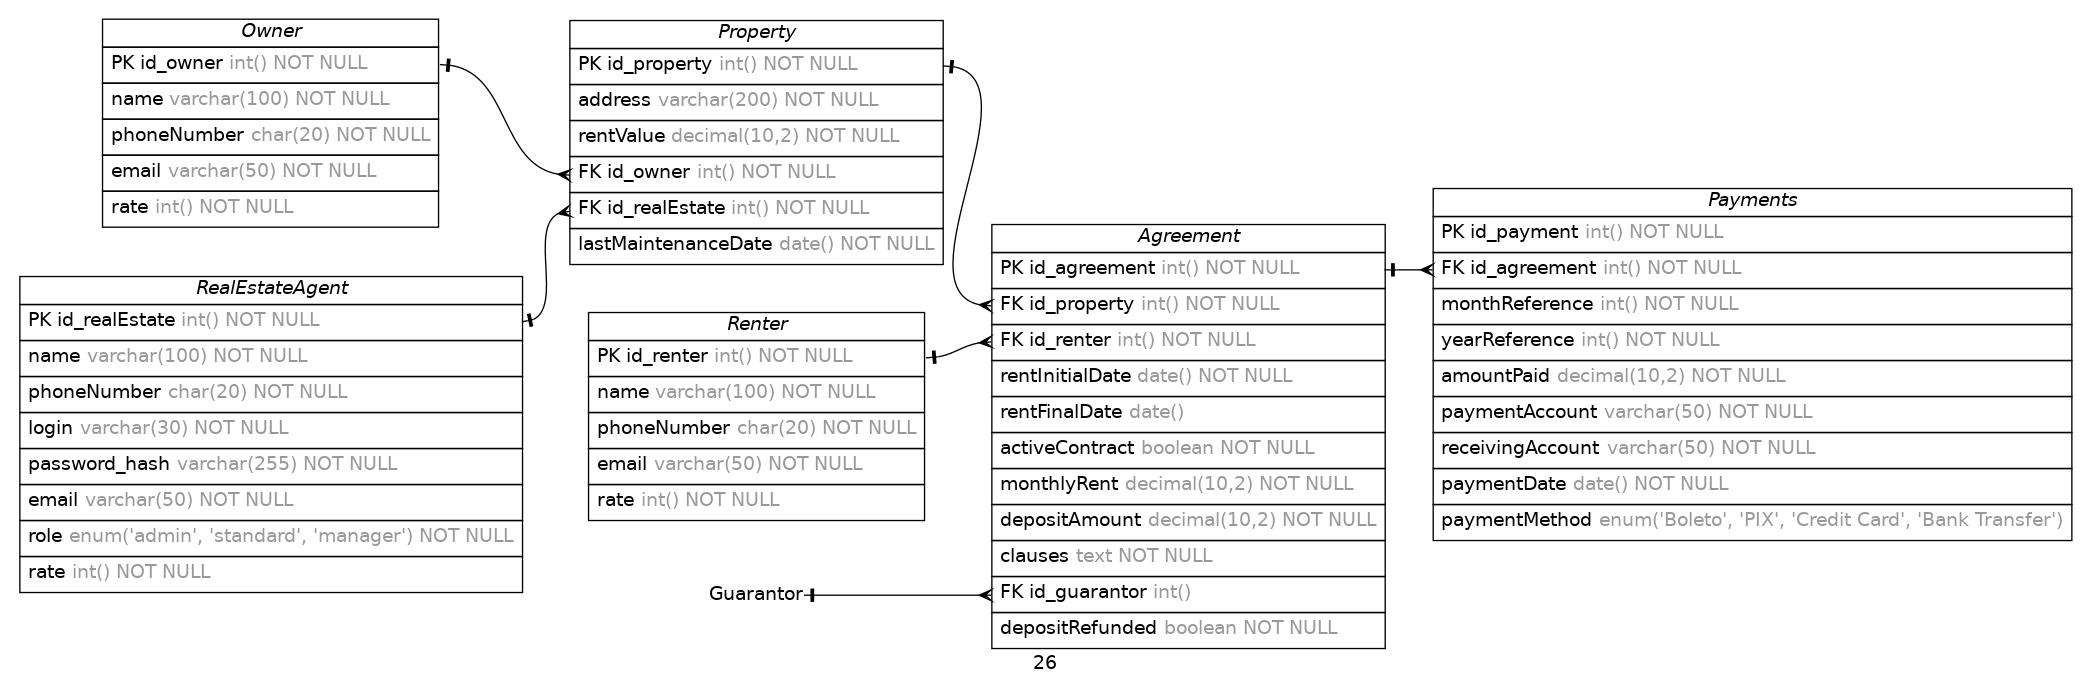 Owner
PK id_owner int() NOT NULL
name varchar(100) NOT NULL
phoneNumber char(20) NOT NULL
email varchar(50) NOT NULL
rate int() NOT NULL
RealEstateAgent
PK id_realEstate int() NOT NULL
name varchar(100) NOT NULL
phoneNumber char(20) NOT NULL
login varchar(30) NOT NULL
password_hash varchar(255) NOT NULL
email varchar(50) NOT NULL
role enum('admin', 'standard', 'manager') NOT NULL
rate int() NOT NULL
Property
PK id_property int() NOT NULL
address varchar(200) NOT NULL
rentValue decimal(10,2) NOT NULL
FK id_owner int() NOT NULL
FK id_realEstate int() NOT NULL
lastMaintenanceDate date() NOT NULL
Renter
PK id_renter int() NOT NULL
name varchar(100) NOT NULL
phoneNumber char(20) NOT NULL
email varchar(50) NOT NULL
rate int() NOT NULL
Guarantor
Agreement
PK id_agreement int() NOT NULL
FK id_property int() NOT NULL
FK id_renter int() NOT NULL
rentInitialDate date() NOT NULL
rentFinalDate date()
activeContract boolean NOT NULL
monthlyRent decimal(10,2) NOT NULL
depositAmount decimal(10,2) NOT NULL
clauses text NOT NULL
FK id_guarantor int()
depositRefunded boolean NOT NULL
Payments
PK id_payment int() NOT NULL
FK id_agreement int() NOT NULL
monthReference int() NOT NULL
yearReference int() NOT NULL
amountPaid decimal(10,2) NOT NULL
paymentAccount varchar(50) NOT NULL
receivingAccount varchar(50) NOT NULL
paymentDate date() NOT NULL
paymentMethod enum('Boleto', 'PIX', 'Credit Card', 'Bank Transfer')
26